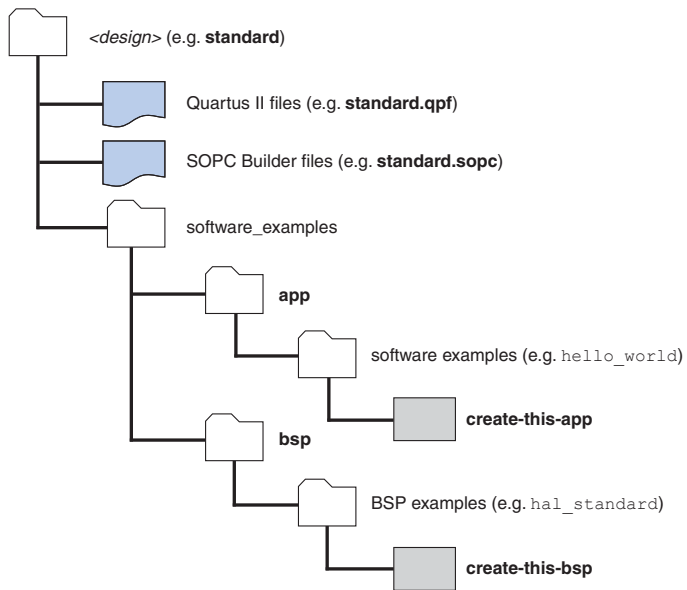 <design> (e.g. standard)
Quartus II files (e.g. standard.qpf)
SOPC Builder files (e.g. standard.sopc)
software_examples
app
software examples (e.g. hello_world)
create-this-app
bsp
BSP examples (e.g. hal_standard)
create-this-bsp